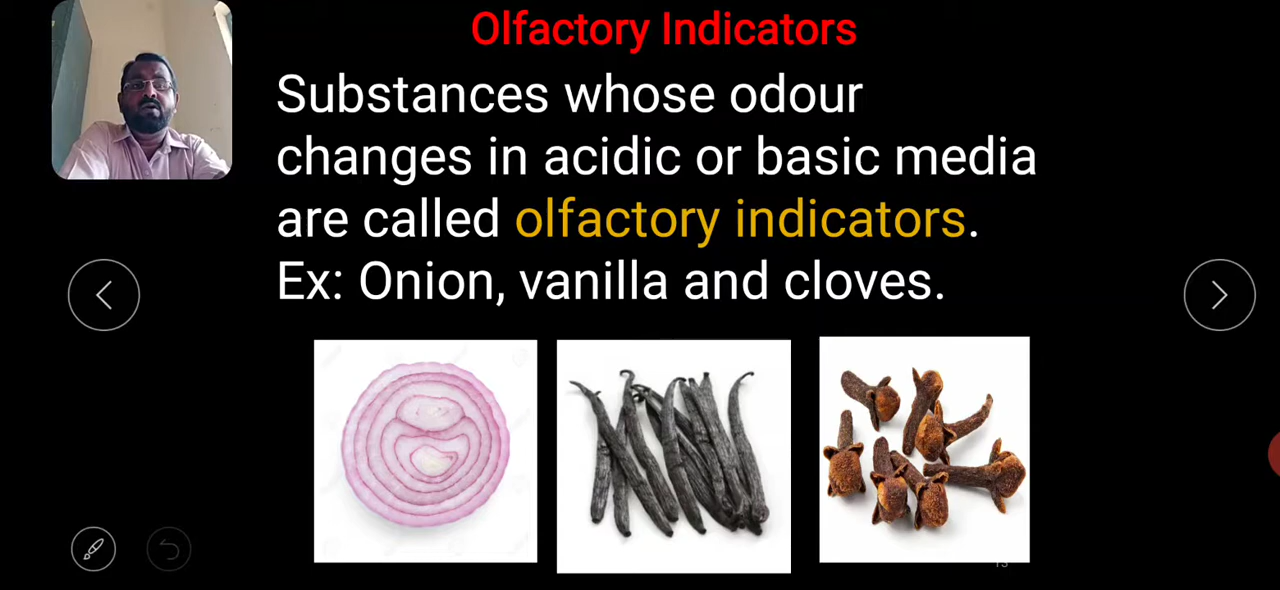 Olfactory Indicators
Substances whose odour
changes in acidic or basic media
are called olfactory indicators.
Ex: Onion, vanilla and cloves.